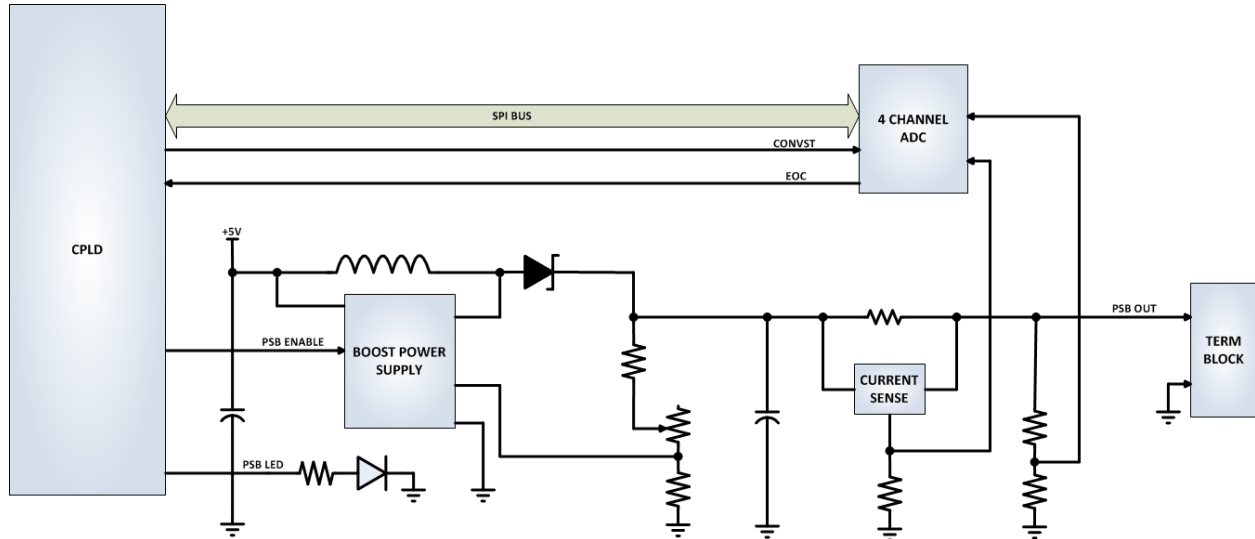 SPI BUS
4 CHANNEL
ADC
CONVST
EOC
CPLD
+5V
PSB OUT
PSB ENABLE
BOOST POWER
SUPPLY
TERM
BLOCK
CURRENT
SENSE
PSB LED